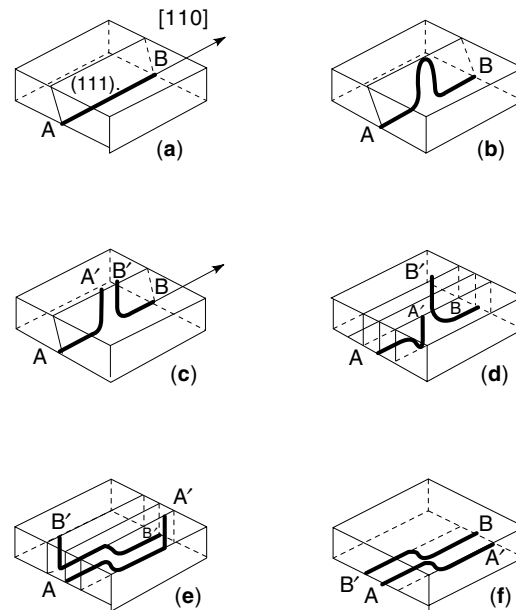 [110]
B
(111).
A
(a)
B
A
(b)
A′ B′
B
A
(c)
B′
A′ B
A
(d)
A′
B′
B
A
(e)
B
A′
B′ A
(f)